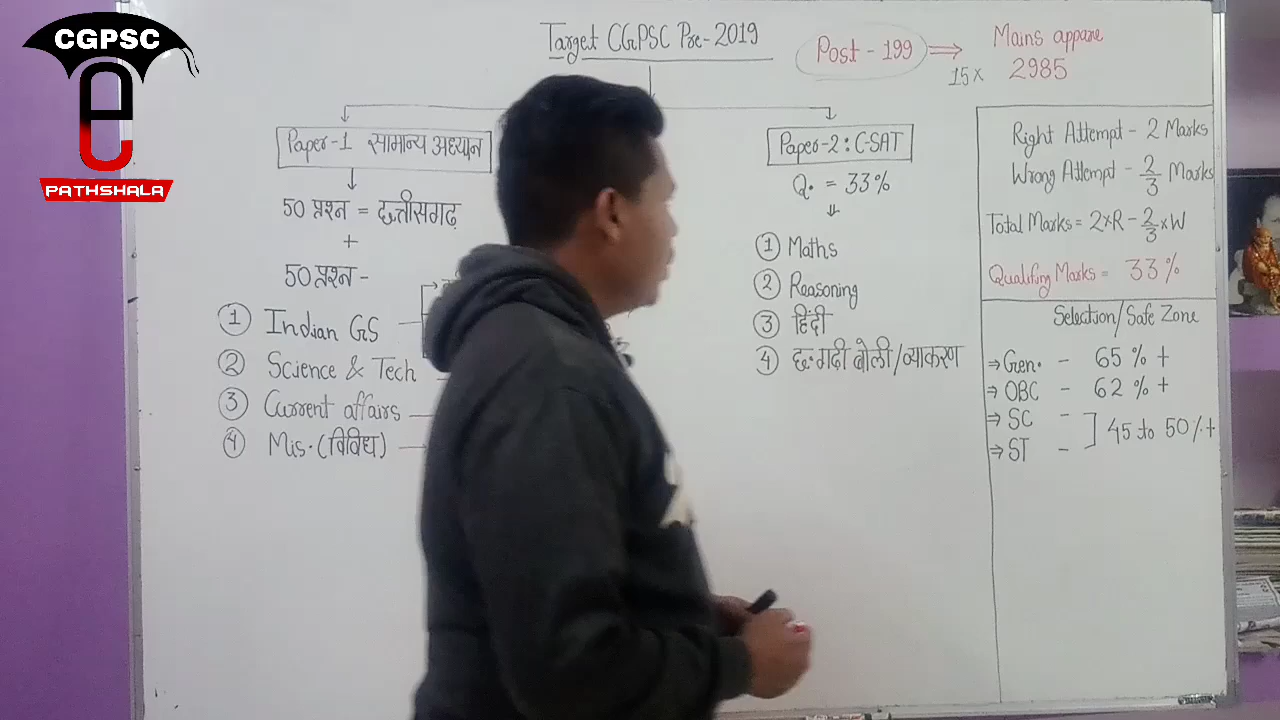 CGPSC
e
PATHSHALA
Target CGPSC Pre-2019
Post - 199 ⇒
15x
Mains appare
2985
Paper-1 सामान्य अध्यान
50 प्रश्न = छत्तीसगढ़
+
50 प्रश्न -
① Indian GS
② Science & Tech
③ Current affairs
④ Mis. (विविध)
Paper-2 : C-SAT
Q. = 33%
① Maths
② Reasoning
③ हिंदी
④ छ.गढ़ी बोली/व्याकरण
Right Attempt - 2 Marks
Wrong Attempt - 2/3 Marks
Total Marks = 2×R - 2/3 ×W
Qualifing Marks = 33%
Selection/Safe Zone
⇒ Gen. - 65 % +
⇒ OBC - 62 % +
⇒ SC -
⇒ ST - ] 45 to 50 % +